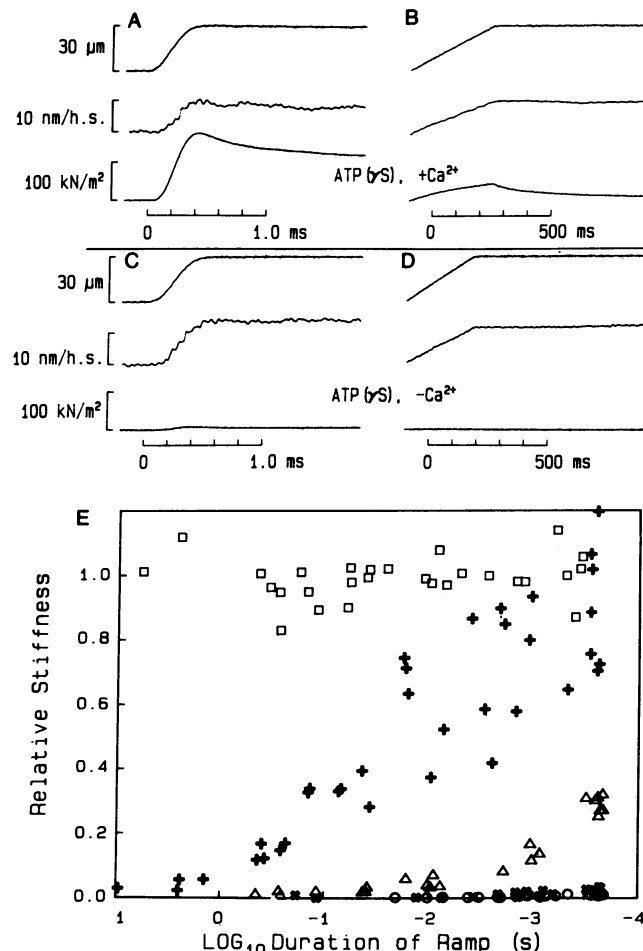 A
B
30 µm
10 nm/h.s.
100 kN/m²
ATP(γS), +Ca²⁺
0 1.0 ms
0 500 ms
C
D
30 µm
10 nm/h.s.
100 kN/m²
ATP(γS), -Ca²⁺
0 1.0 ms
0 500 ms
E
Relative Stiffness
1.0
0.8
0.6
0.4
0.2
0.0
1 0 -1 -2 -3 -4
LOG₁₀ Duration of Ramp (s)